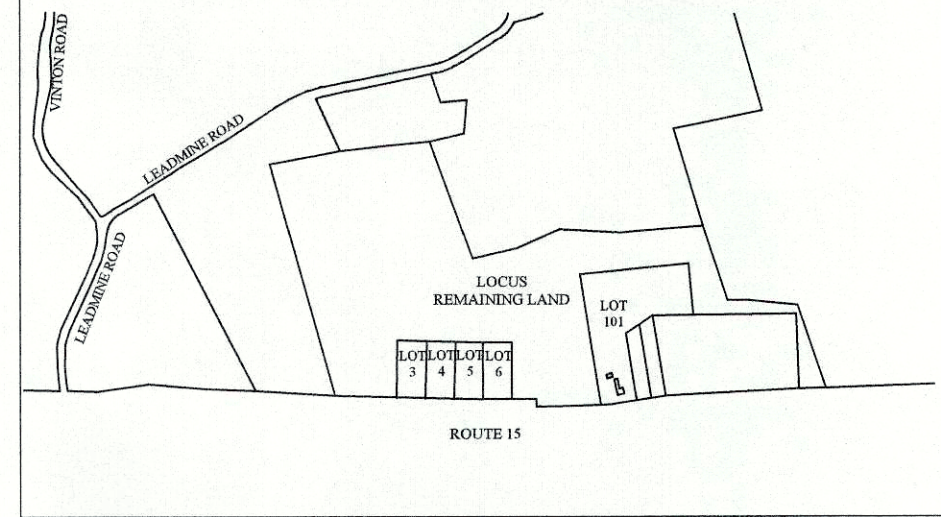 VINTON ROAD
LEADMINE ROAD
LEADMINE ROAD
LOCUS
REMAINING LAND
LOT
101
LOT
3
LOT
4
LOT
5
LOT
6
ROUTE 15